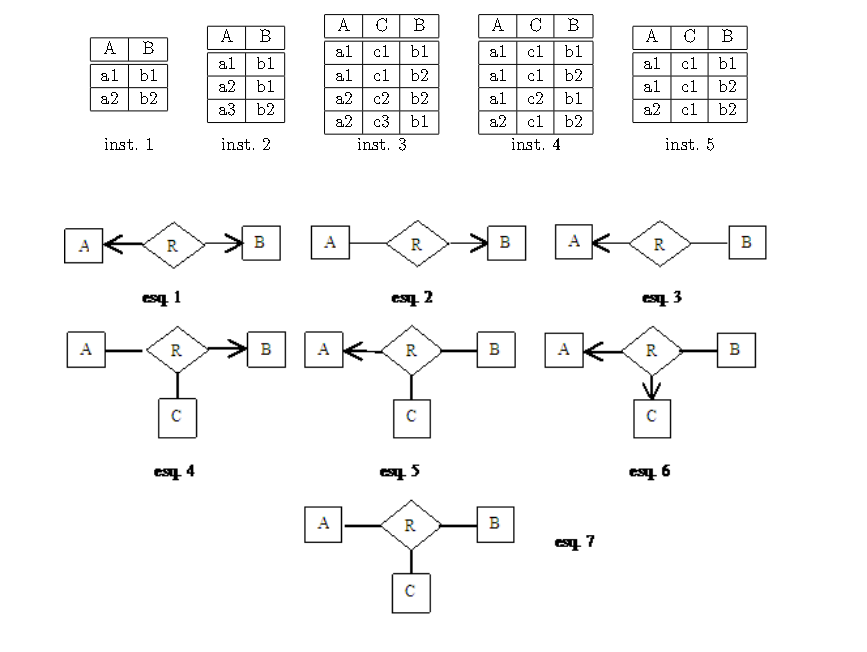 A B
a1 b1
a2 b2
inst. 1
A B
a1 b1
a2 b1
a3 b2
inst. 2
A C B
a1 c1 b1
a1 c1 b2
a2 c2 b2
a2 c3 b1
inst. 3
A C B
a1 c1 b1
a1 c1 b2
a1 c2 b1
a2 c1 b2
inst. 4
A C B
a1 c1 b1
a1 c1 b2
a2 c1 b2
inst. 5
A R B
esq. 1
A R B
esq. 2
A R B
esq. 3
A R B
C
esq. 4
A R B
C
esq. 5
A R B
C
esq. 6
A R B
C
esq. 7